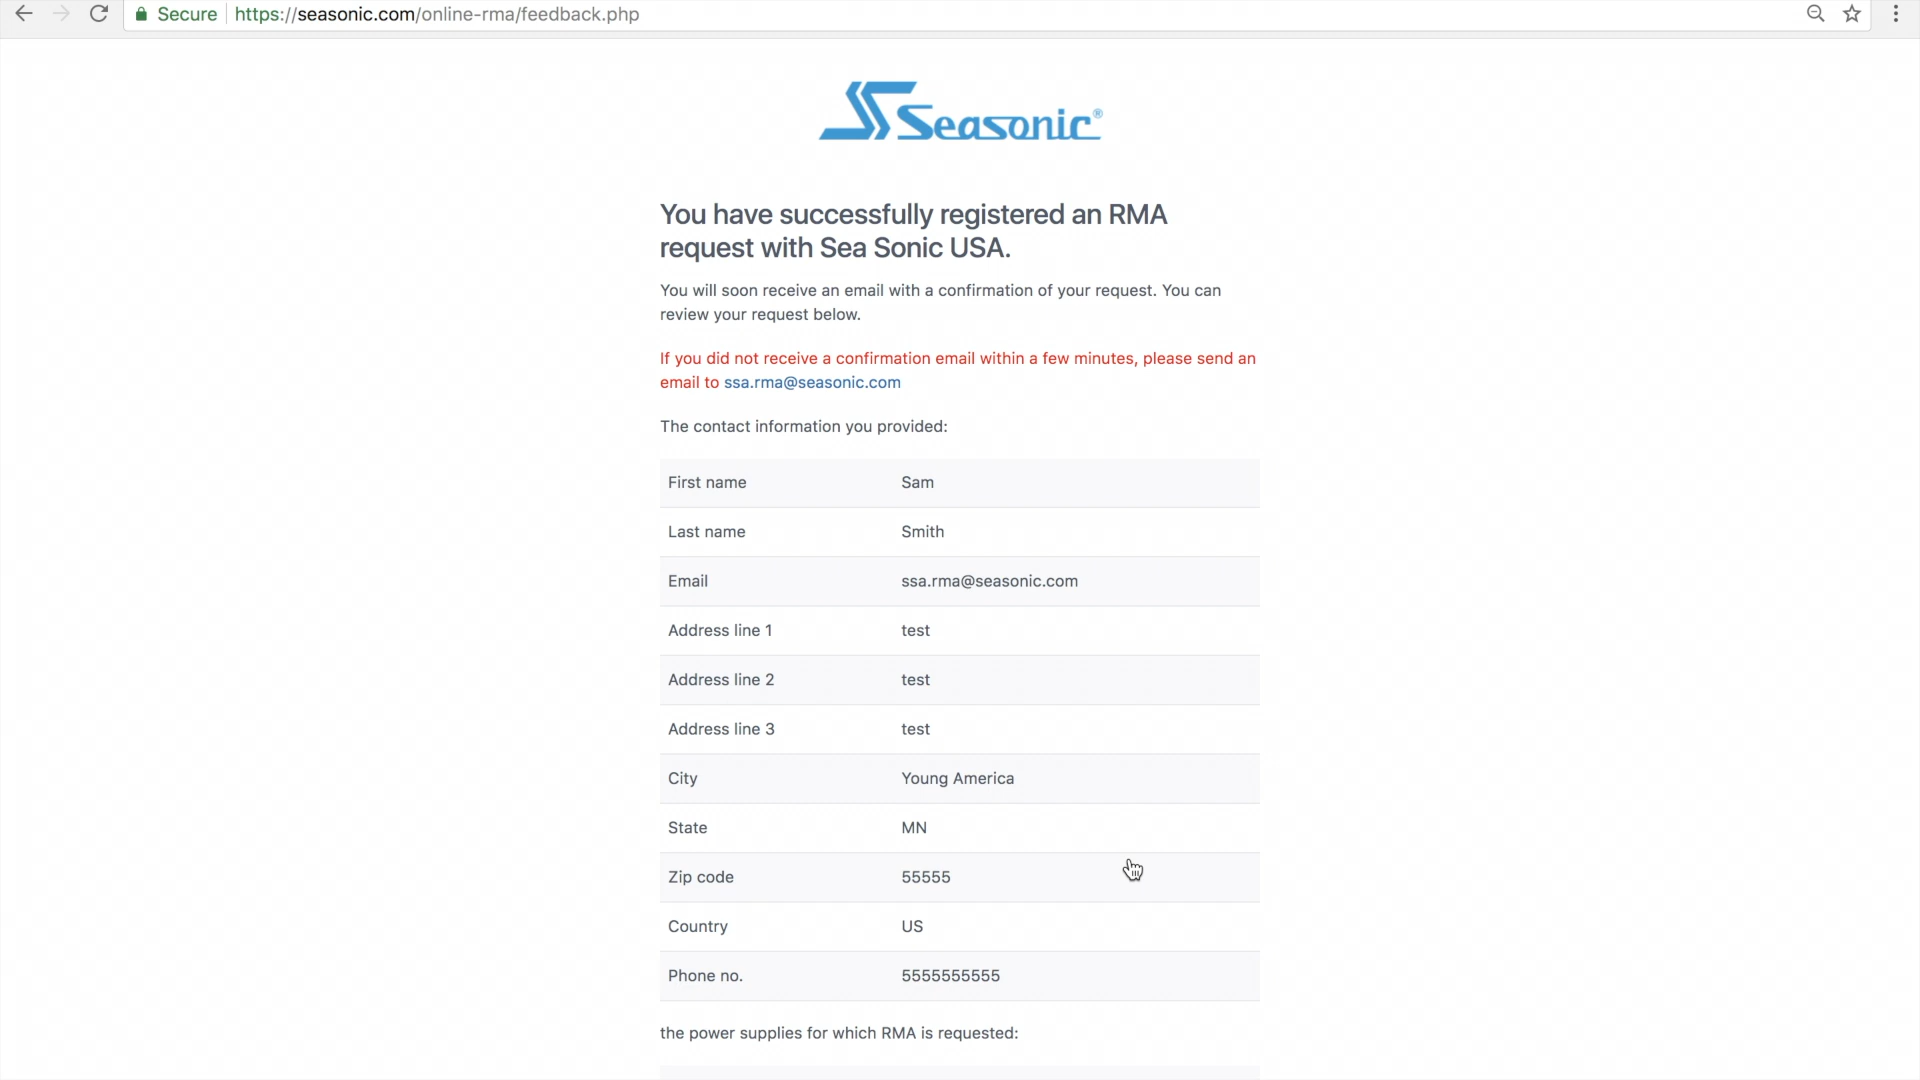 Secure https://seasonic.com/online-rma/feedback.php
Seasonic®
You have successfully registered an RMA
request with Sea Sonic USA.
You will soon receive an email with a confirmation of your request. You can
review your request below.
If you did not receive a confirmation email within a few minutes, please send an
email to ssa.rma@seasonic.com
The contact information you provided:
First name Sam
Last name Smith
Email ssa.rma@seasonic.com
Address line 1 test
Address line 2 test
Address line 3 test
City Young America
State MN
Zip code 55555
Country US
Phone no. 5555555555
the power supplies for which RMA is requested: